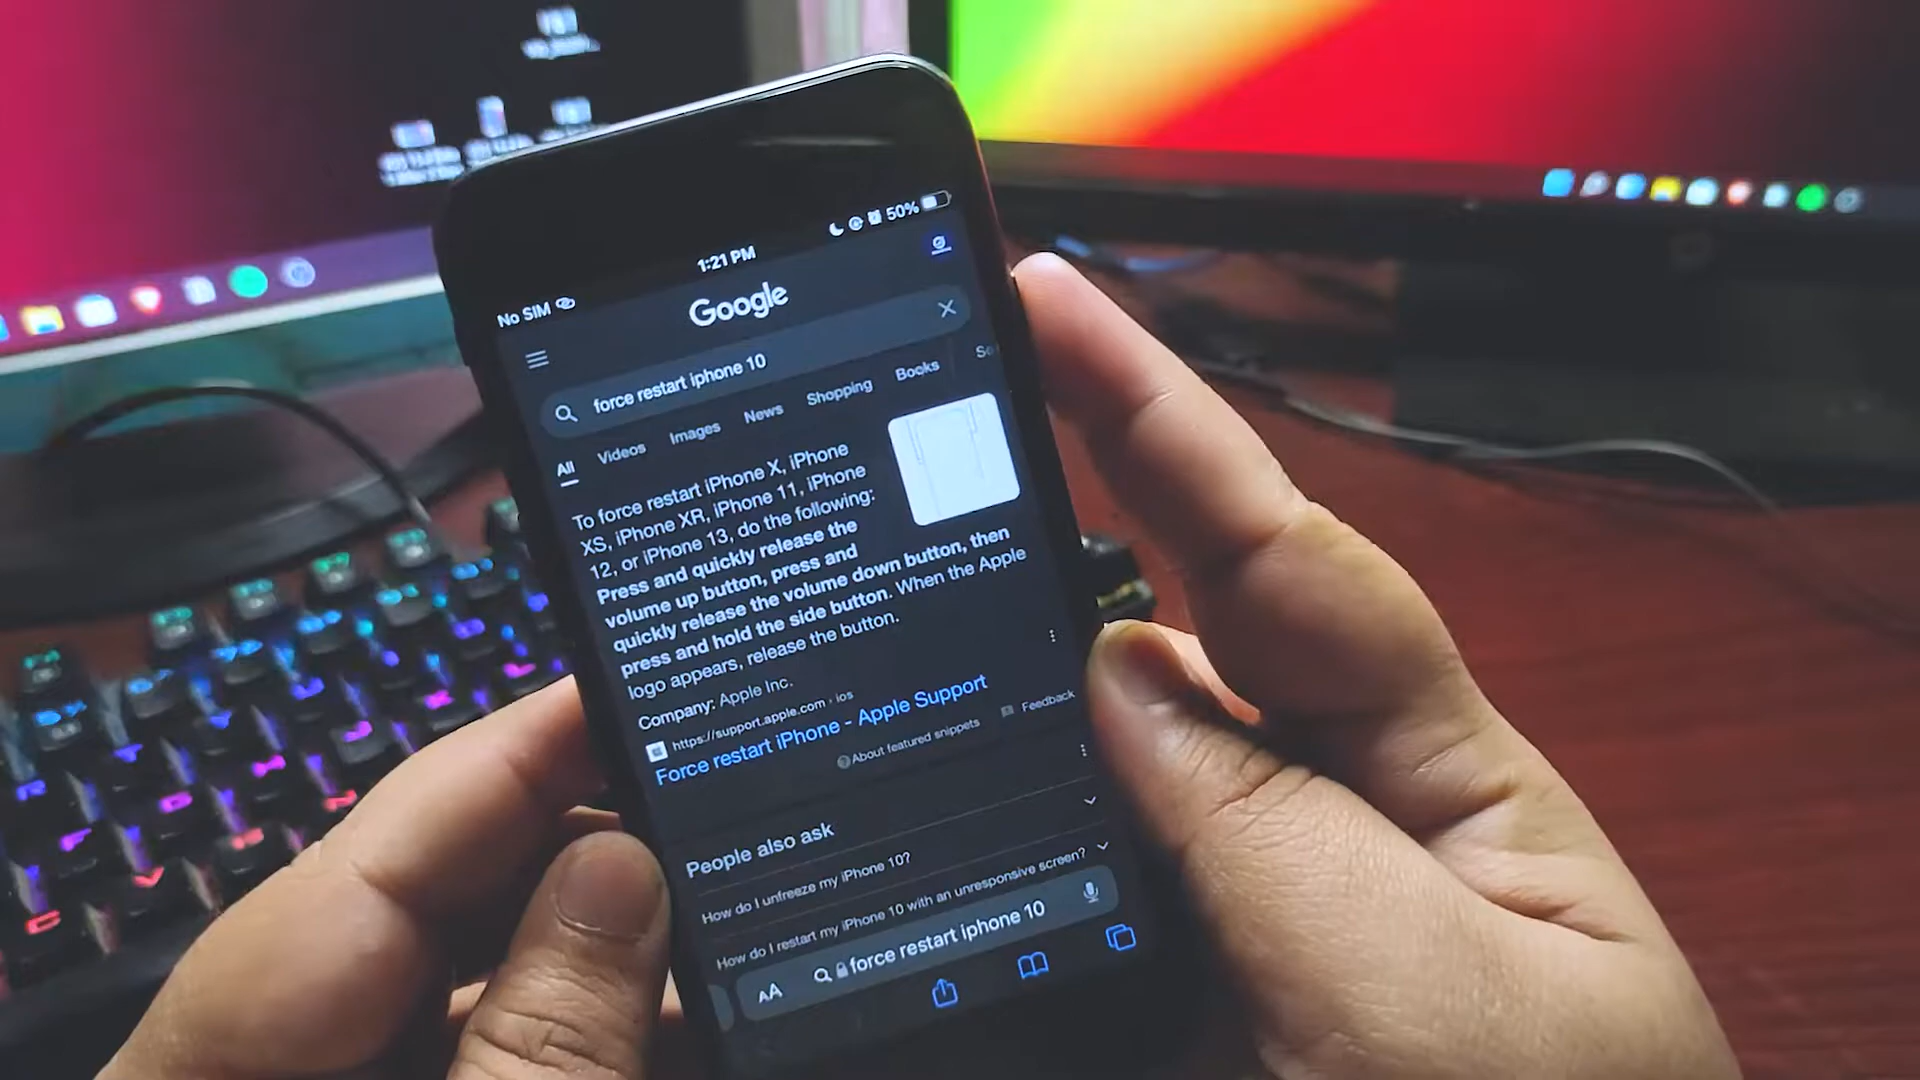 50%
1:21 PM
No SIM
Google
force restart iphone 10
All Videos Images News Shopping Books Se
To force restart iPhone X, iPhone
XS, iPhone XR, iPhone 11, iPhone
12, or iPhone 13, do the following:
Press and quickly release the
volume up button, press and
quickly release the volume down button, then
press and hold the side button. When the Apple
logo appears, release the button.
Company: Apple Inc.
https://support.apple.com › ios
Force restart iPhone - Apple Support
About featured snippets
Feedback
People also ask
How do I unfreeze my iPhone 10?
How do I restart my iPhone 10 with an unresponsive screen?
AA force restart iphone 10